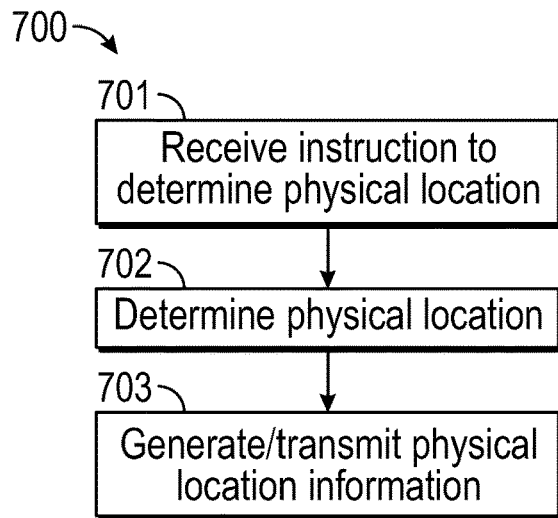 700
701
Receive instruction to
determine physical location
702
Determine physical location
703
Generate/transmit physical
location information